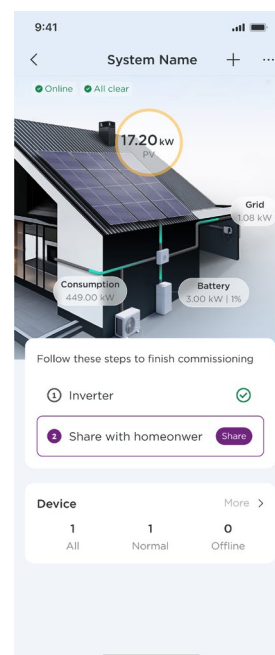 9:41
System Name
Online All clear
17.20 kW
PV
Grid
1.08 kW
Consumption
449.00 kW
Battery
3.00 kW | 1%
Follow these steps to finish commissioning
1 Inverter
2 Share with homeonwer Share
Device More
1 1 0
All Normal Offline